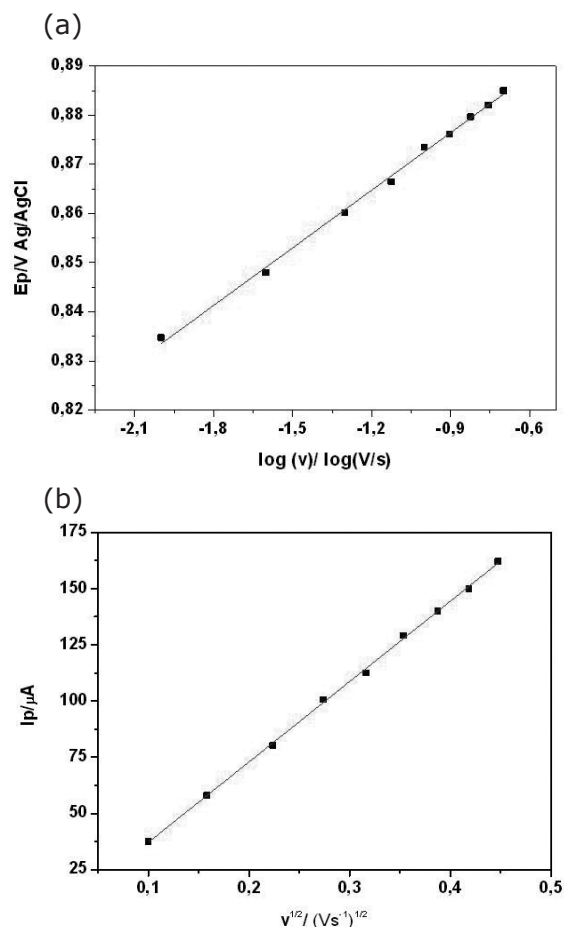 (a)
0,89
0,88
0,87
0,86
0,85
0,84
0,83
0,82
Ep/V Ag/AgCl
-2,1 -1,8 -1,5 -1,2 -0,9 -0,6
log (v)/ log(V/s)
(b)
175
150
125
100
75
50
25
Ip/μA
0,1 0,2 0,3 0,4 0,5
v^1/2/ (Vs^-1)^1/2